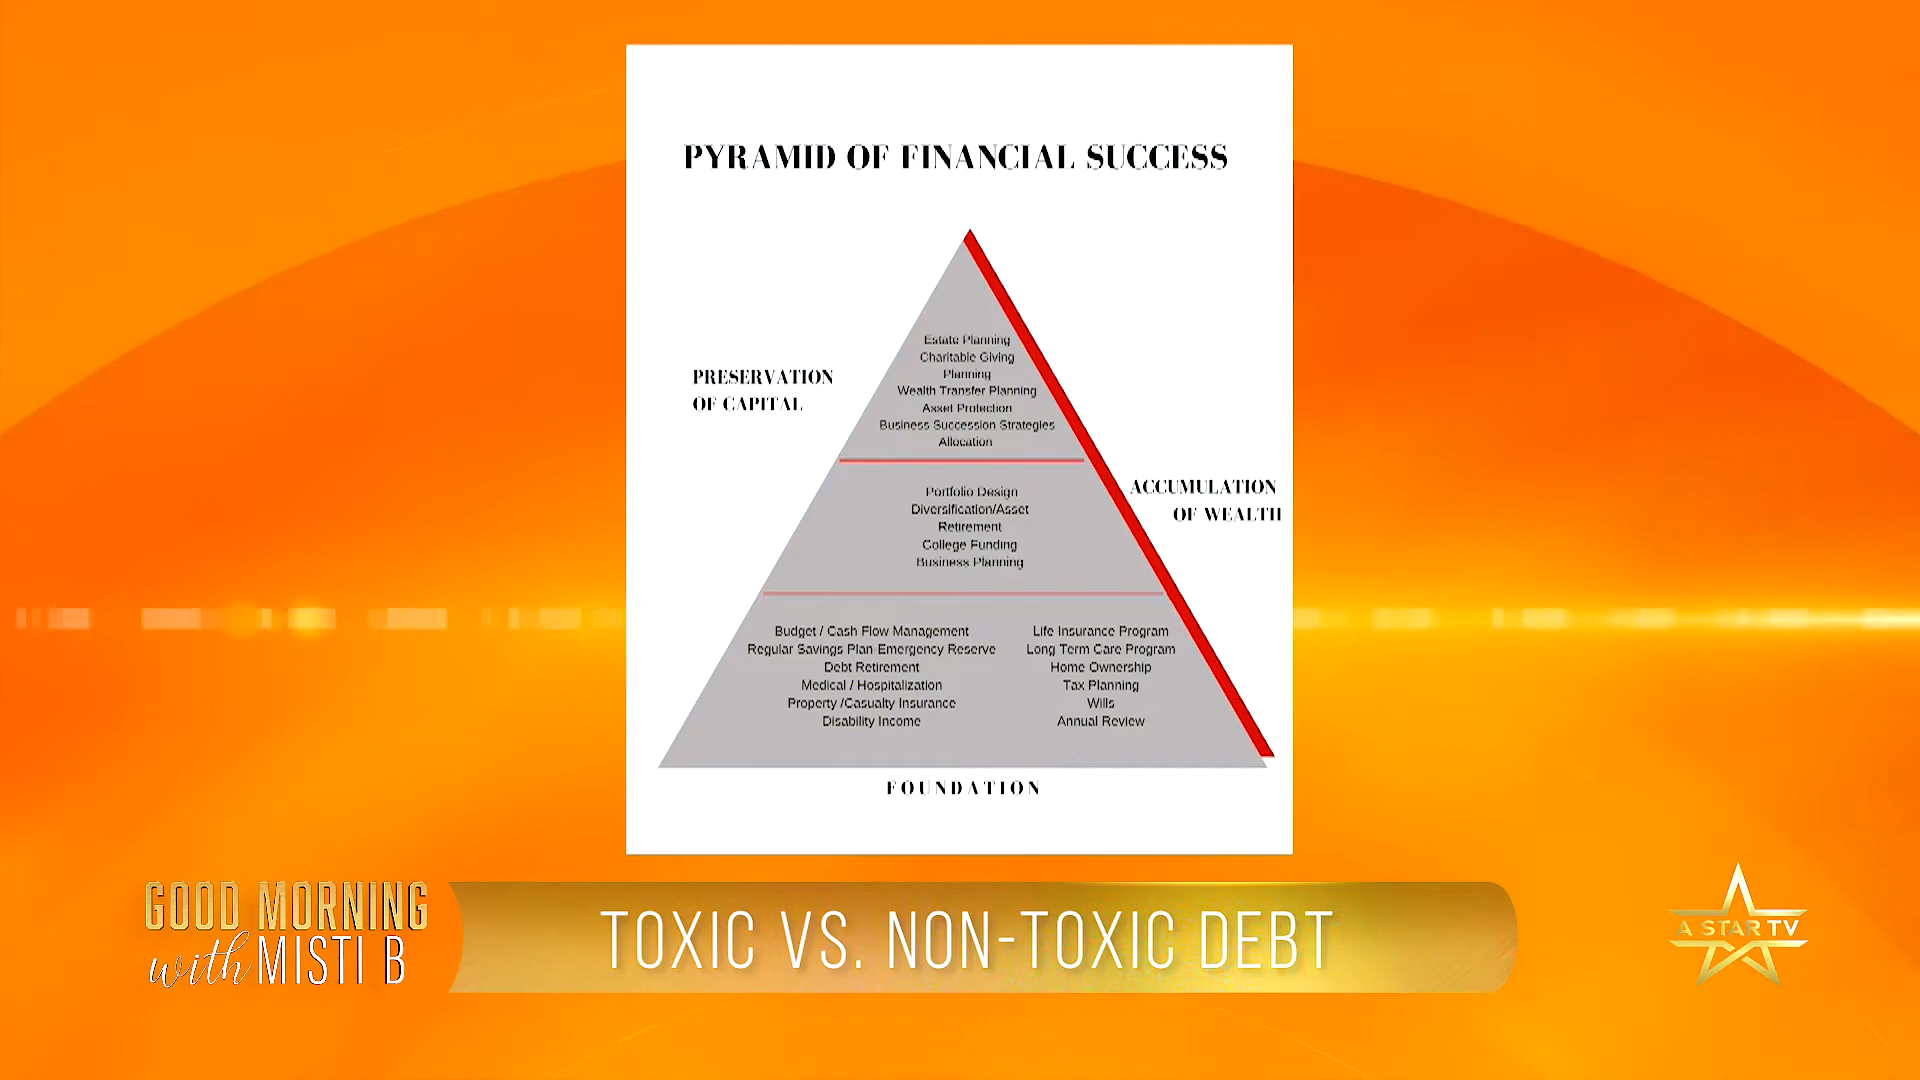 PYRAMID OF FINANCIAL SUCCESS
Estate Planning
Charitable Giving
Planning
Wealth Transfer Planning
Asset Protection
Business Succession Strategies
Allocation
PRESERVATION
OF CAPITAL
Portfolio Design
Diversification/Asset
Retirement
College Funding
Business Planning
ACCUMULATION
OF WEALTH
Budget / Cash Flow Management
Regular Savings Plan Emergency Reserve
Debt Retirement
Medical / Hospitalization
Property /Casualty Insurance
Disability Income
Life Insurance Program
Long Term Care Program
Home Ownership
Tax Planning
Wills
Annual Review
FOUNDATION
GOOD MORNING
with MISTI B
TOXIC VS. NON-TOXIC DEBT
A STAR TV